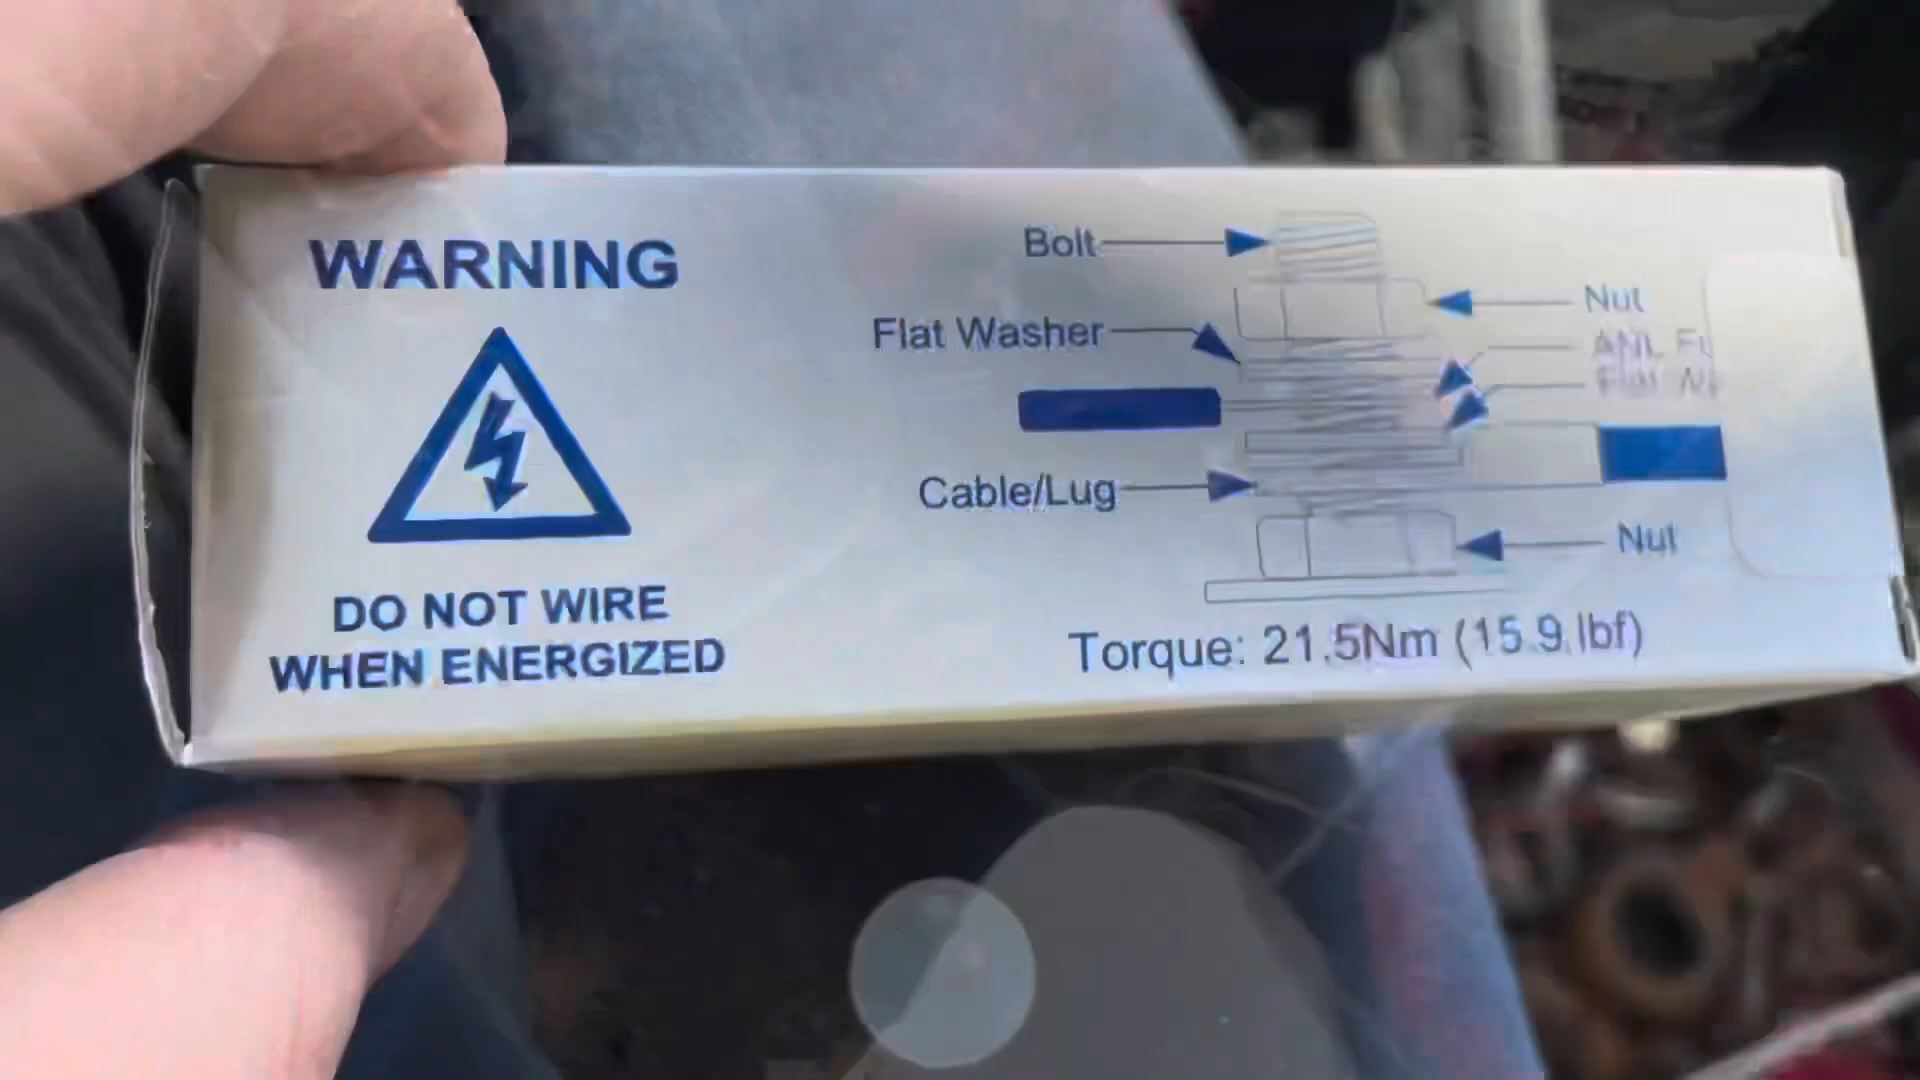 WARNING
DO NOT WIRE
WHEN ENERGIZED
Bolt
Nut
Flat Washer
ANL
Cable/Lug
Nut
Torque: 21.5Nm (15.9 lbf)